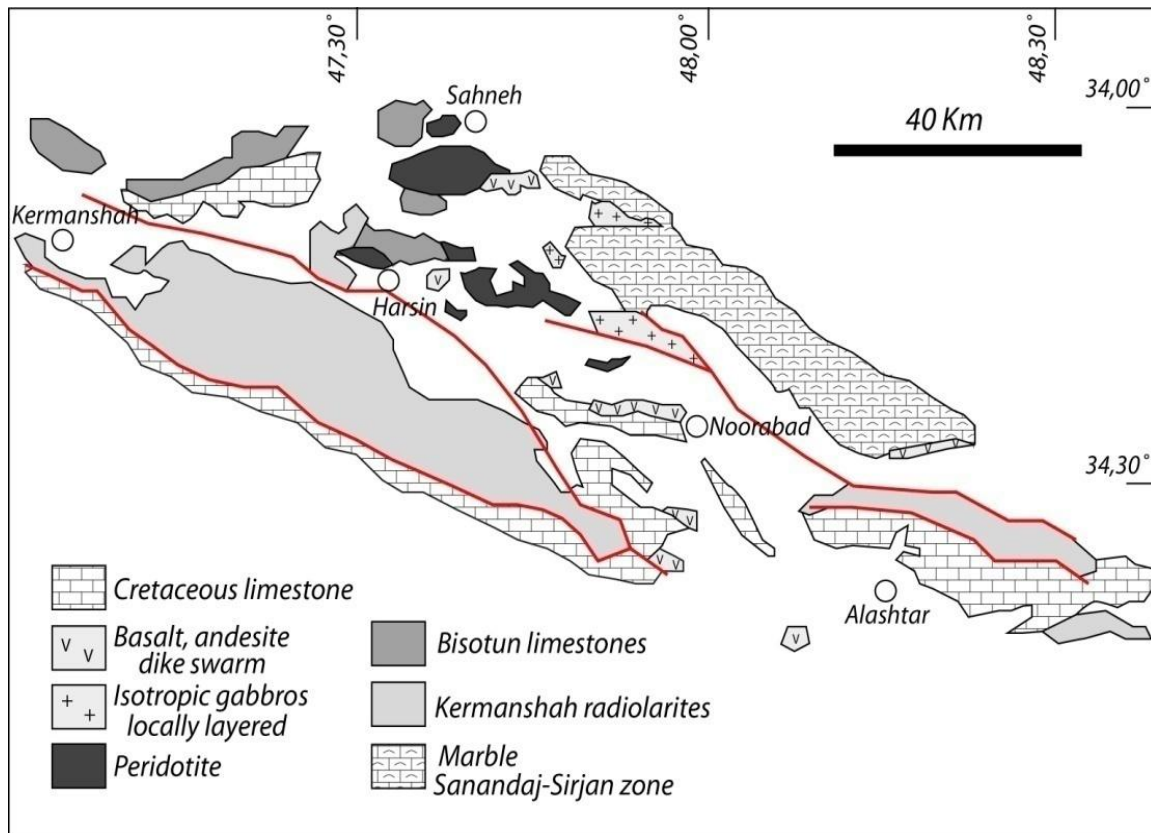 47,30°
48,00°
48,30°
34,00°
Sahneh
40 Km
Kermanshah
Harsin
Noorabad
34,30°
Alashtar
Cretaceous limestone
Basalt, andesite
dike swarm
Isotropic gabbros
locally layered
Peridotite
Bisotun limestones
Kermanshah radiolarites
Marble
Sanandaj-Sirjan zone